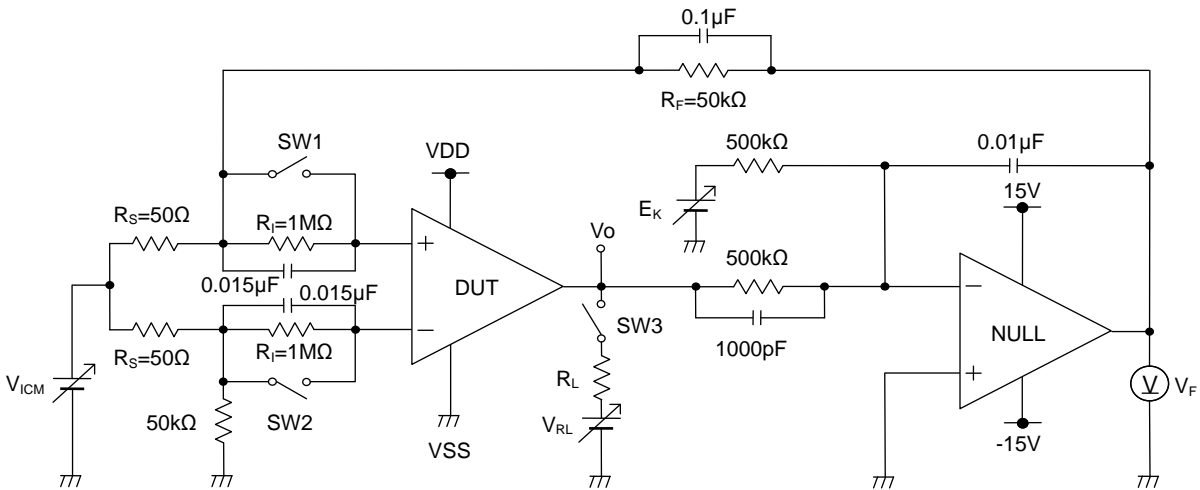 0.1µF
RF=50kΩ
SW1
VDD
500kΩ
0.01µF
15V
EK
RS=50Ω
RI=1MΩ
Vo
+
DUT
−
0.015µF
0.015µF
500kΩ
−
NULL
+
SW3
RS=50Ω
RI=1MΩ
1000pF
VICM
RL
V
VF
50kΩ
SW2
VSS
VRL
-15V